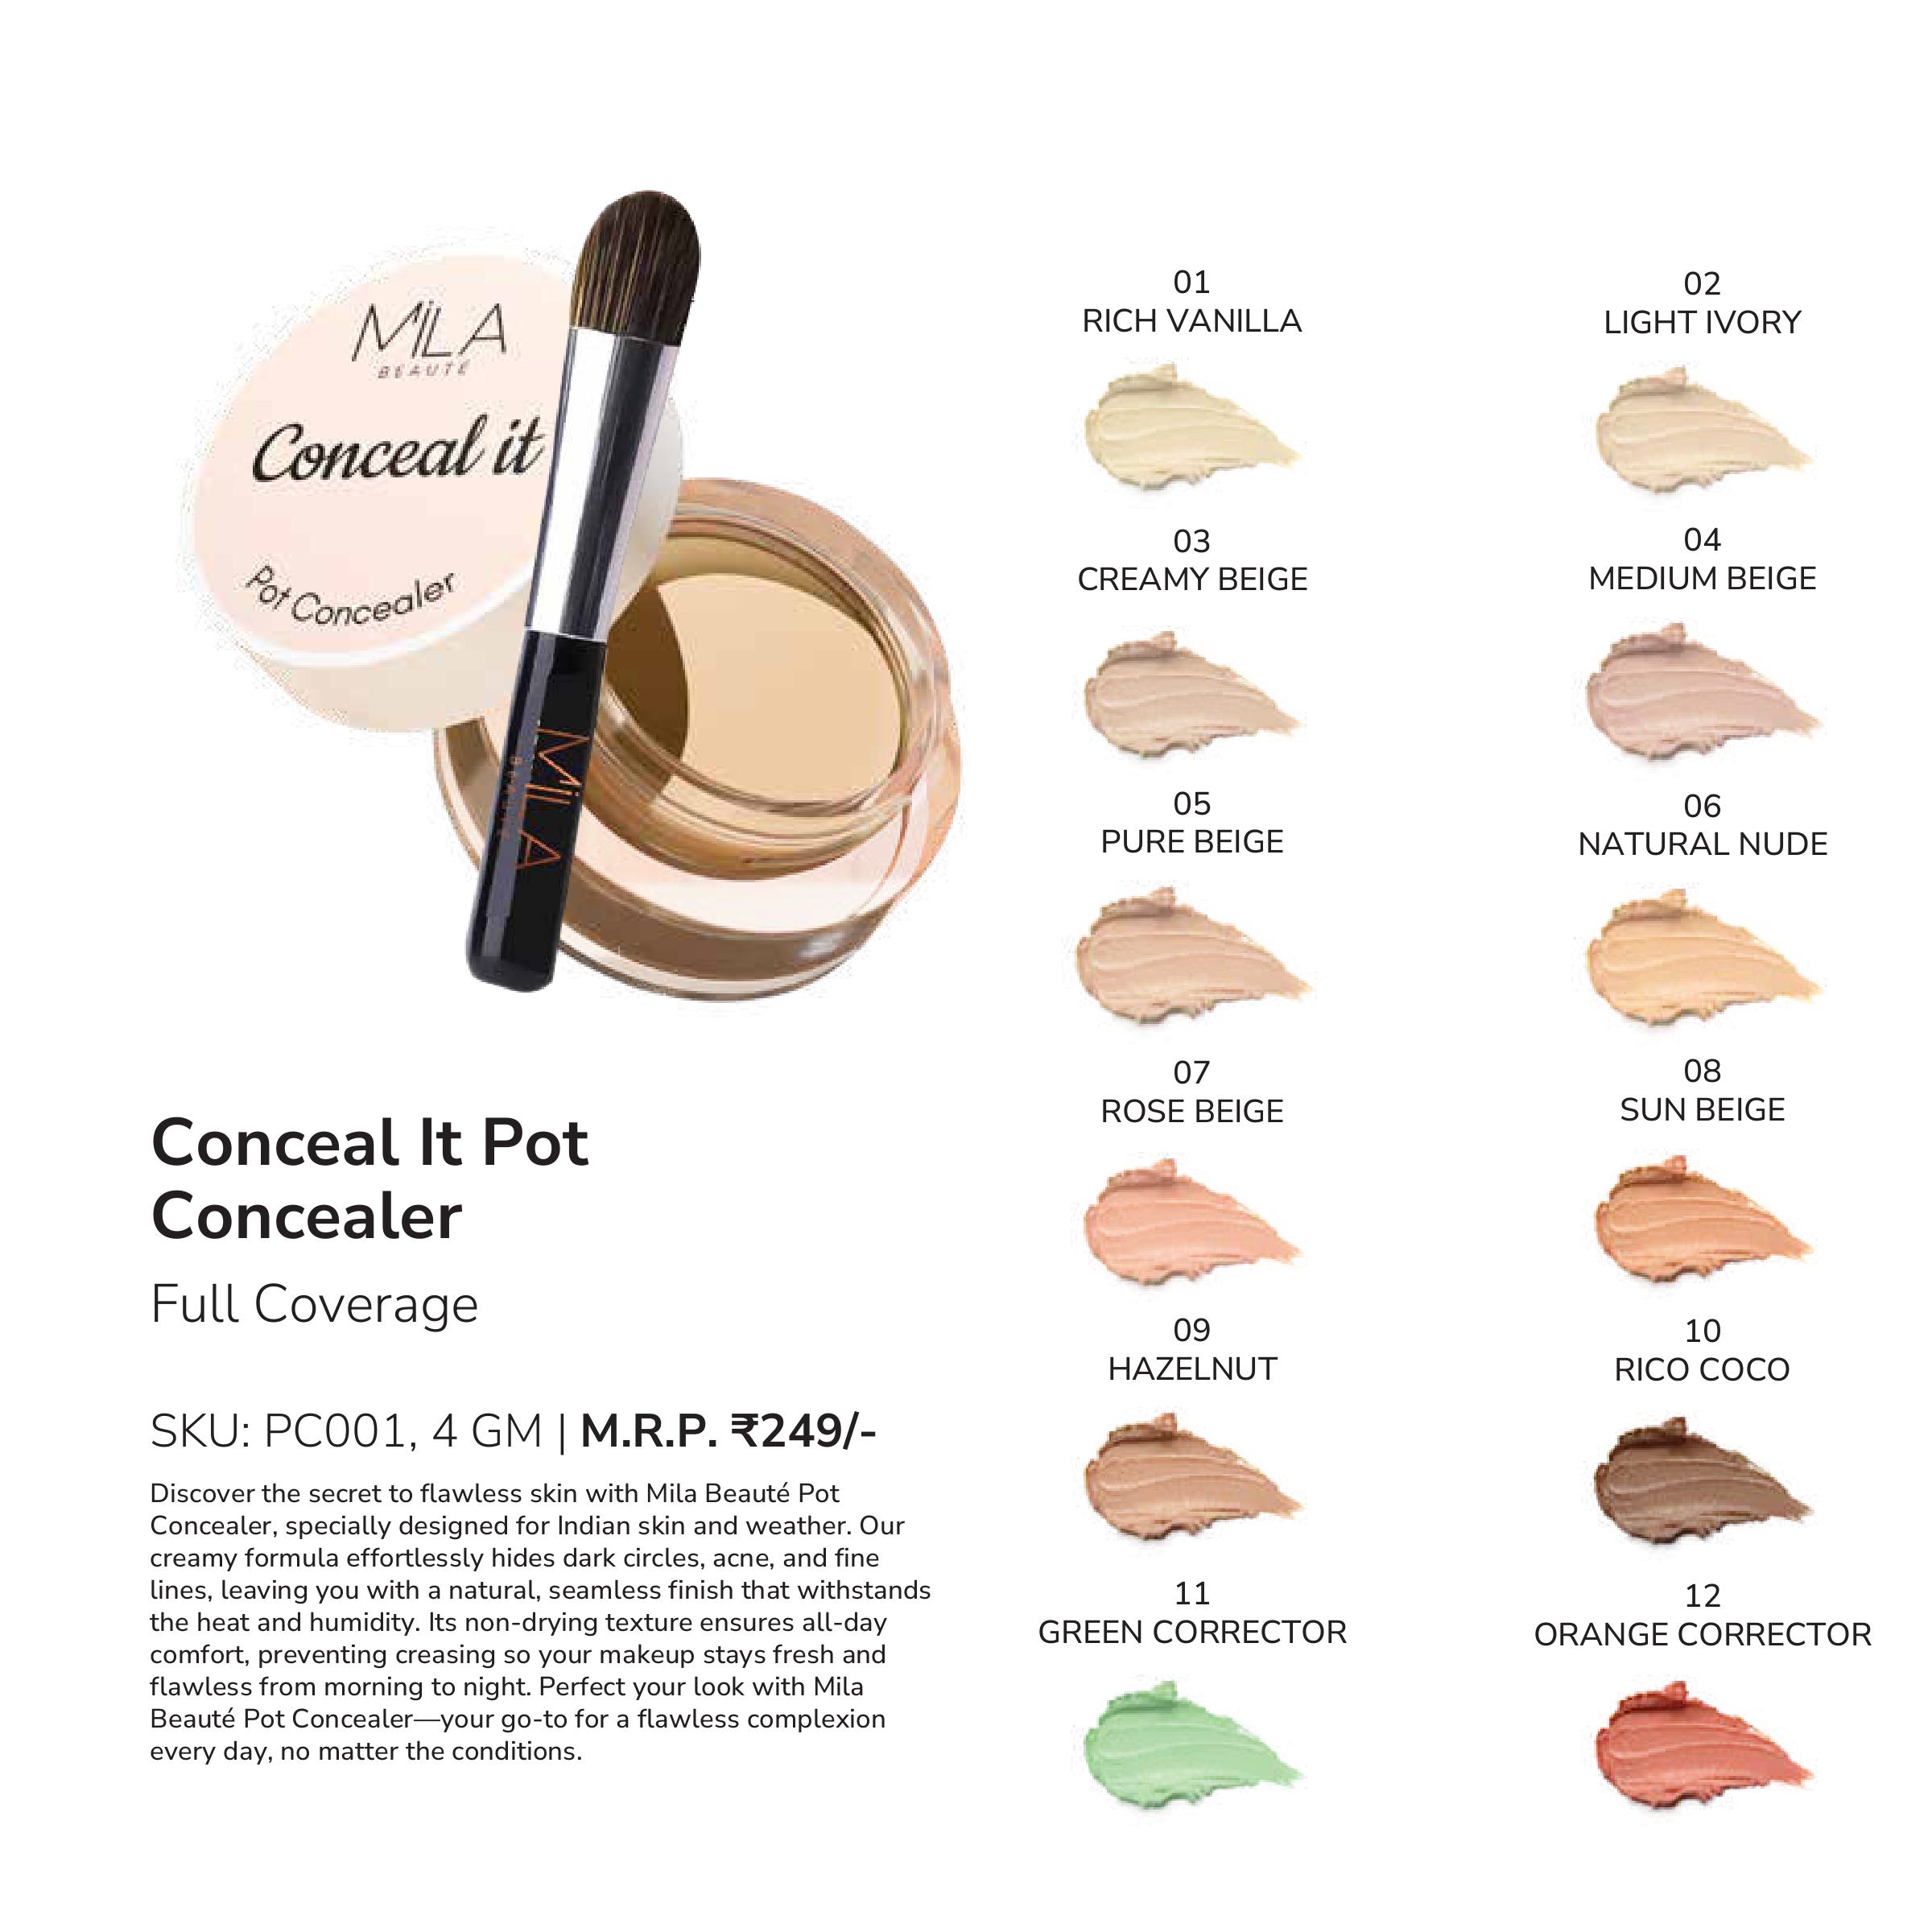 MiLA
BEAUTÉ
Conceal it
Pot Concealer
MiLA
BEAUTÉ
Conceal It Pot
Concealer
Full Coverage
SKU: PC001, 4 GM | M.R.P. ₹249/-
Discover the secret to flawless skin with Mila Beauté Pot
Concealer, specially designed for Indian skin and weather. Our
creamy formula effortlessly hides dark circles, acne, and fine
lines, leaving you with a natural, seamless finish that withstands
the heat and humidity. Its non-drying texture ensures all-day
comfort, preventing creasing so your makeup stays fresh and
flawless from morning to night. Perfect your look with Mila
Beauté Pot Concealer—your go-to for a flawless complexion
every day, no matter the conditions.
01
RICH VANILLA
02
LIGHT IVORY
03
CREAMY BEIGE
04
MEDIUM BEIGE
05
PURE BEIGE
06
NATURAL NUDE
07
ROSE BEIGE
08
SUN BEIGE
09
HAZELNUT
10
RICO COCO
11
GREEN CORRECTOR
12
ORANGE CORRECTOR